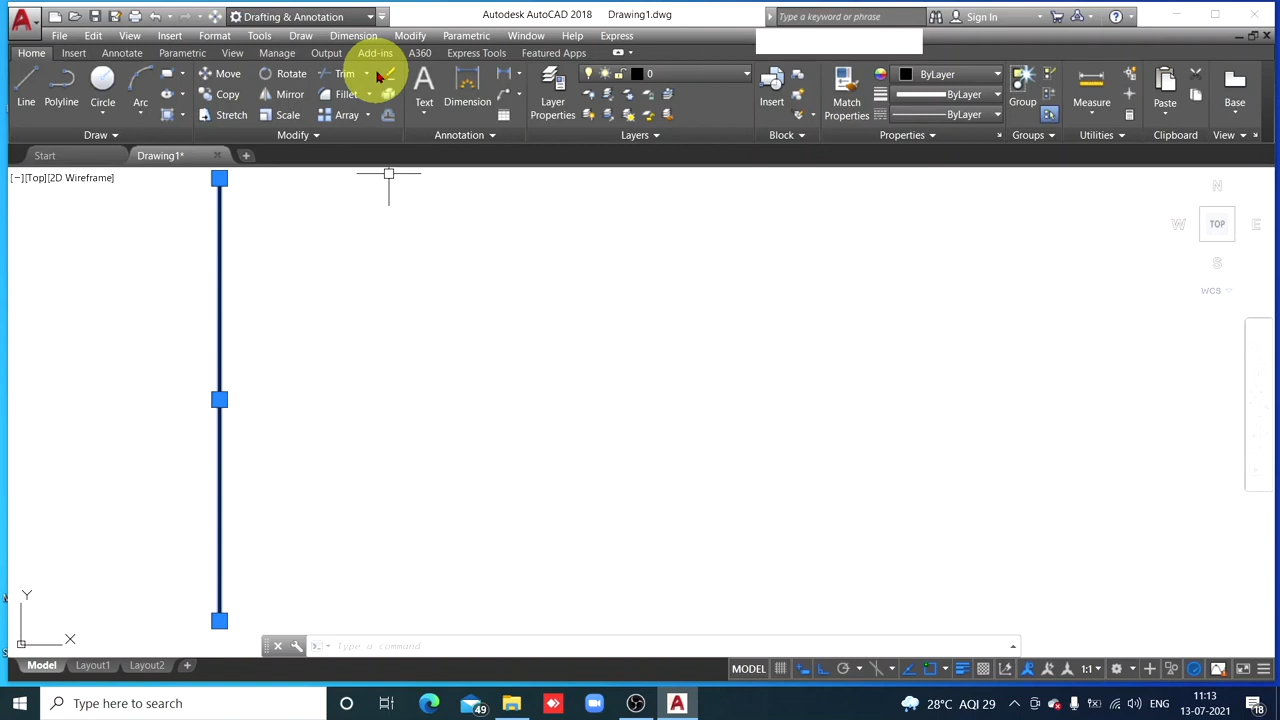 Drafting & Annotation
Autodesk AutoCAD 2018 Drawing1.dwg
Type a keyword or phrase
Sign In
File Edit View Insert Format Tools Draw Dimension Modify Parametric Window Help Express
Home Insert Annotate Parametric View Manage Output Add-ins A360 Express Tools Featured Apps
Line Polyline Circle Arc
Move Rotate Trim
Copy Mirror Fillet
Stretch Scale Array
Text Dimension
Layer Properties
0
Insert
Match Properties
ByLayer
ByLayer
ByLayer
Group
Measure
Paste
Base
Draw Modify Annotation Layers Block Properties Groups Utilities Clipboard View
Start Drawing1*
[−][Top][2D Wireframe]
N
W TOP E
S
WCS
Y
X
Type a command
Model Layout1 Layout2
MODEL 1:1
Type here to search
49
28°C AQI 29
ENG
11:13
13-07-2021
18